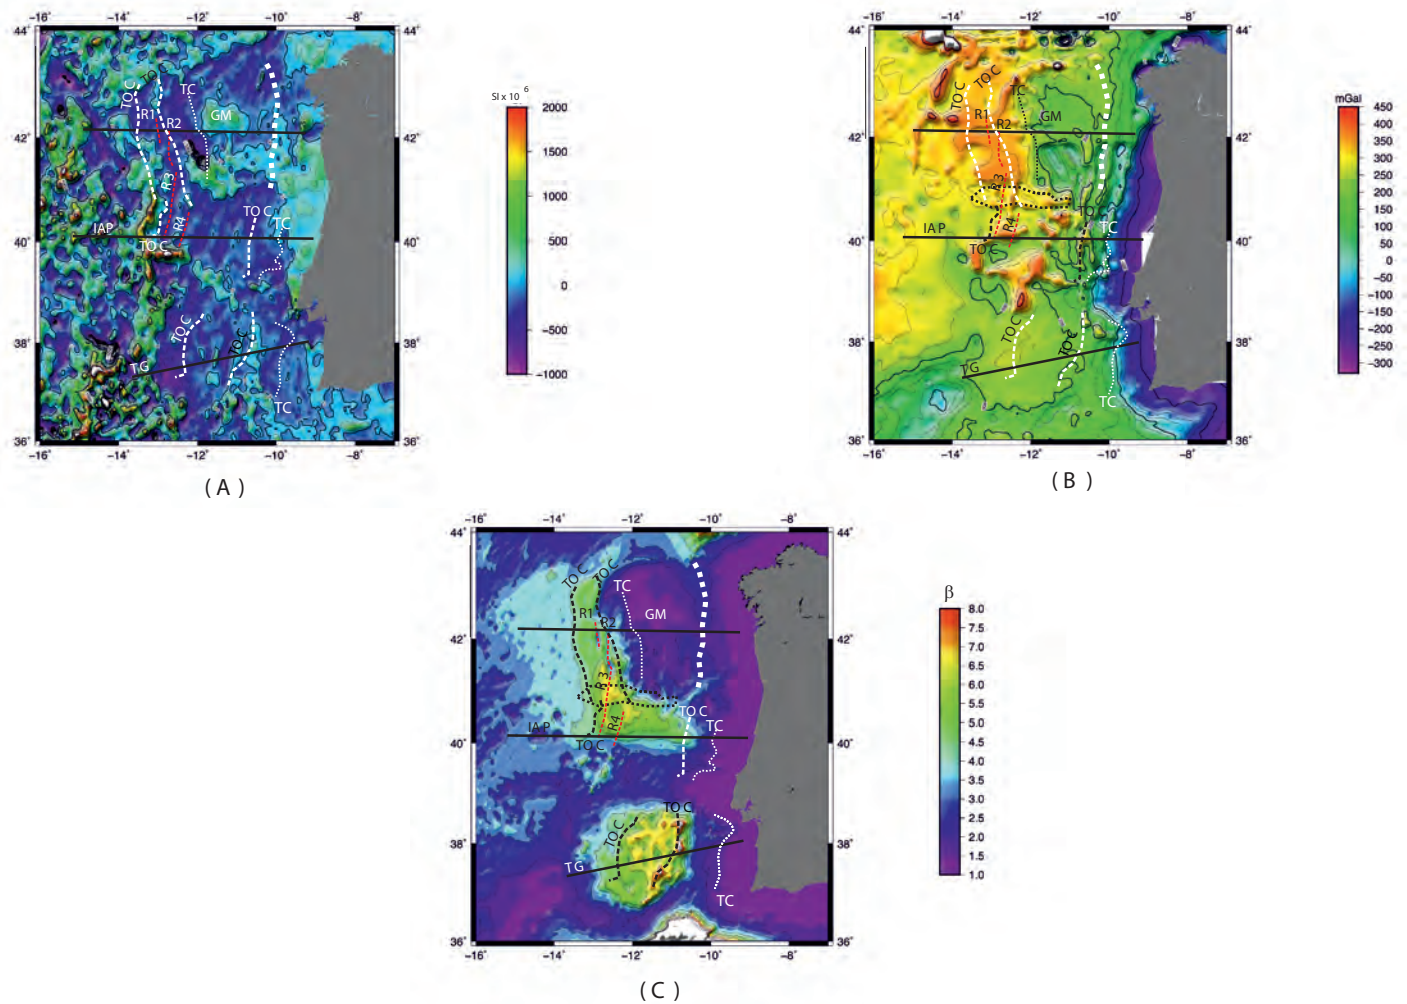 −16˚ −14˚ −12˚ −10˚ −8˚
44˚ 44˚
42˚ 42˚
40˚ 40˚
38˚ 38˚
36˚ 36˚
−16˚ −14˚ −12˚ −10˚ −8˚
TO C
TO C
TC
R1
R2
GM
R3
R4
IAP
TO C
TO C
TC
TO C
TO C
TG
TC
SI x 10 6
2000
1500
1000
500
0
−500
−1000
( A )
−16˚ −14˚ −12˚ −10˚ −8˚
44˚ 44˚
42˚ 42˚
40˚ 40˚
38˚ 38˚
36˚ 36˚
−16˚ −14˚ −12˚ −10˚ −8˚
TO C
TO C
TC
R1
R2
GM
R3
R4
IAP
TO C
TO C
TC
TO C
TO C
TG
TC
mGal
450
400
350
300
250
200
150
100
50
0
−50
−100
−150
−200
−250
−300
( B )
−16˚ −14˚ −12˚ −10˚ −8˚
44˚ 44˚
42˚ 42˚
40˚ 40˚
38˚ 38˚
36˚ 36˚
−16˚ −14˚ −12˚ −10˚ −8˚
TO C
TO C
TC
R1
R2
GM
R3
R4
IAP
TO C
TO C
TC
TO C
TO C
TG
TC
β
8.0
7.5
7.0
6.5
6.0
5.5
5.0
4.5
4.0
3.5
3.0
2.5
2.0
1.5
1.0
( C )